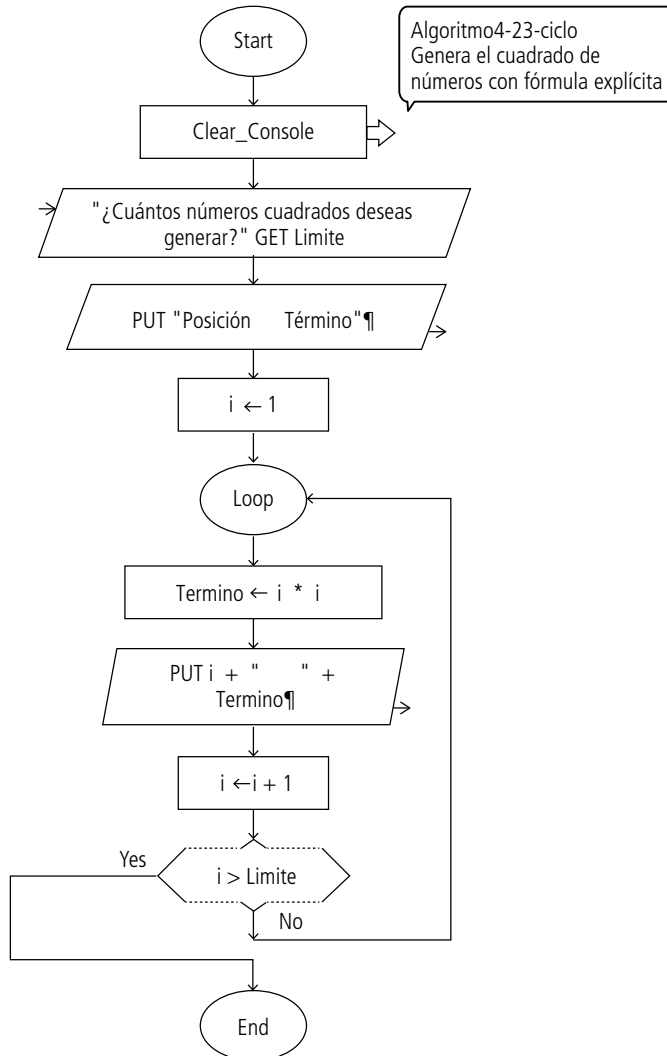 Start
Algoritmo4-23-ciclo
Genera el cuadrado de
números con fórmula explícita
Clear_Console
"¿Cuántos números cuadrados deseas
generar?" GET Limite
PUT "Posición Término"¶
i ← 1
Loop
Termino ← i * i
PUT i + " " +
Termino¶
i ←i + 1
Yes
i > Limite
No
End